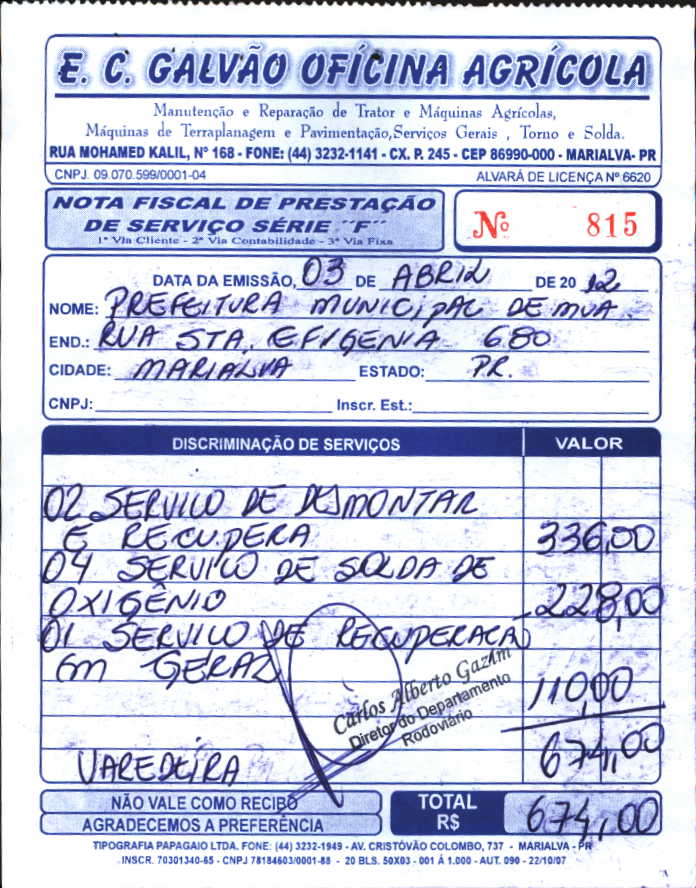 E. C. GALVÃO OFÍCINA AGRÍCOLA
Manutenção e Reparação de Trator e Máquinas Agrícolas,
Máquinas de Terraplanagem e Pavimentação,Serviços Gerais , Torno e Solda.
RUA MOHAMED KALIL, Nº 168 - FONE: (44) 3232-1141 - CX. P. 245 - CEP 86990-000 - MARIALVA- PR
CNPJ. 09.070.599/0001-04 ALVARÁ DE LICENÇA Nº 6620
NOTA FISCAL DE PRESTAÇÃO
DE SERVIÇO SÉRIE "F"
1ª Via Cliente - 2ª Via Contabilidade - 3ª Via Fixa
Nº 815
DATA DA EMISSÃO, 03 DE ABRIL DE 20 12
NOME: PREFEITURA MUNICIPAL DE MUA
END.: RUA STA. EFIGENIA 680
CIDADE: MARIALVA ESTADO: PR.
CNPJ: Inscr. Est.:
DISCRIMINAÇÃO DE SERVIÇOS VALOR
02 SERVICO DE DESMONTAR
E RECUPERA 336,00
04 SERVICO DE SOLDA DE
OXIGÊNIO 228,00
01 SERVICO DE RECUPERACAO
Em GERAL 110,00
Carlos Alberto Gazim
Diretor do Departamento
Rodoviário
674,00
VAREDEIRA
NÃO VALE COMO RECIBO
AGRADECEMOS A PREFERÊNCIA
TOTAL R$ 674,00
TIPOGRAFIA PAPAGAIO LTDA. FONE: (44) 3232-1949 - AV. CRISTÓVÃO COLOMBO, 737 - MARIALVA - PR
INSCR. 70301340-65 - CNPJ 78184603/0001-88 - 20 BLS. 50X03 - 001 Á 1.000 - AUT. 090 - 22/10/07